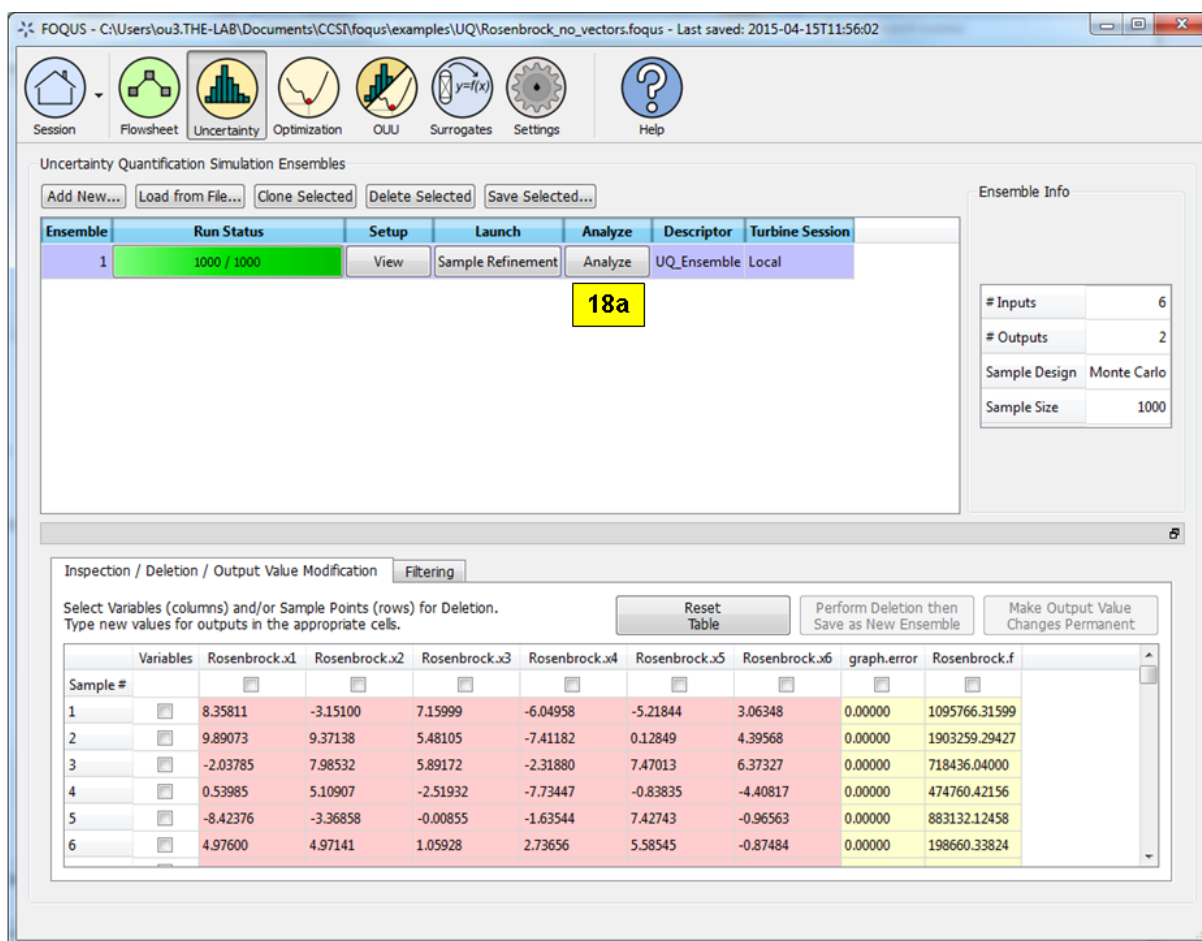 FOQUS - C:\Users\ou3.THE-LAB\Documents\CCSI\foqus\examples\UQ\Rosenbrock_no_vectors.foqus - Last saved: 2015-04-15T11:56:02
y=f(x)
Session Flowsheet Uncertainty Optimization OUU Surrogates Settings Help
Uncertainty Quantification Simulation Ensembles
Add New... Load from File... Clone Selected Delete Selected Save Selected...
Ensemble Info
Ensemble Run Status Setup Launch Analyze Descriptor Turbine Session
1 1000 / 1000 View Sample Refinement Analyze UQ_Ensemble Local
18a
# Inputs 6
# Outputs 2
Sample Design Monte Carlo
Sample Size 1000
Inspection / Deletion / Output Value Modification Filtering
Select Variables (columns) and/or Sample Points (rows) for Deletion.
Type new values for outputs in the appropriate cells.
Reset Table
Perform Deletion then Save as New Ensemble
Make Output Value Changes Permanent
Variables Rosenbrock.x1 Rosenbrock.x2 Rosenbrock.x3 Rosenbrock.x4 Rosenbrock.x5 Rosenbrock.x6 graph.error Rosenbrock.f
Sample #
1 8.35811 -3.15100 7.15999 -6.04958 -5.21844 3.06348 0.00000 1095766.31599
2 9.89073 9.37138 5.48105 -7.41182 0.12849 4.39568 0.00000 1903259.29427
3 -2.03785 7.98532 5.89172 -2.31880 7.47013 6.37327 0.00000 718436.04000
4 0.53985 5.10907 -2.51932 -7.73447 -0.83835 -4.40817 0.00000 474760.42156
5 -8.42376 -3.36858 -0.00855 -1.63544 7.42743 -0.96563 0.00000 883132.12458
6 4.97600 4.97141 1.05928 2.73656 5.58545 -0.87484 0.00000 198660.33824